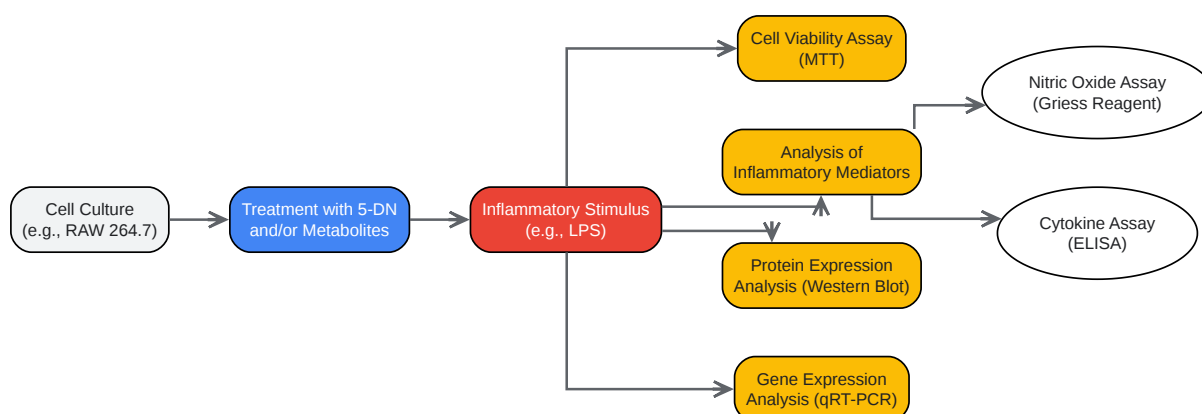 Cell Culture
(e.g., RAW 264.7)
Treatment with 5-DN
and/or Metabolites
Inflammatory Stimulus
(e.g., LPS)
Cell Viability Assay
(MTT)
Analysis of
Inflammatory Mediators
Protein Expression
Analysis (Western Blot)
Gene Expression
Analysis (qRT-PCR)
Nitric Oxide Assay
(Griess Reagent)
Cytokine Assay
(ELISA)